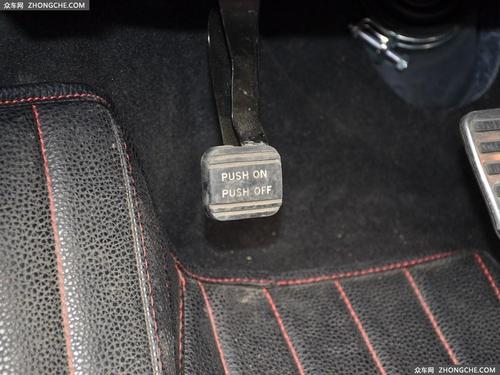 众车网 ZHONGCHE.COM
PUSH ON
PUSH OFF
众车网 ZHONGCHE.COM